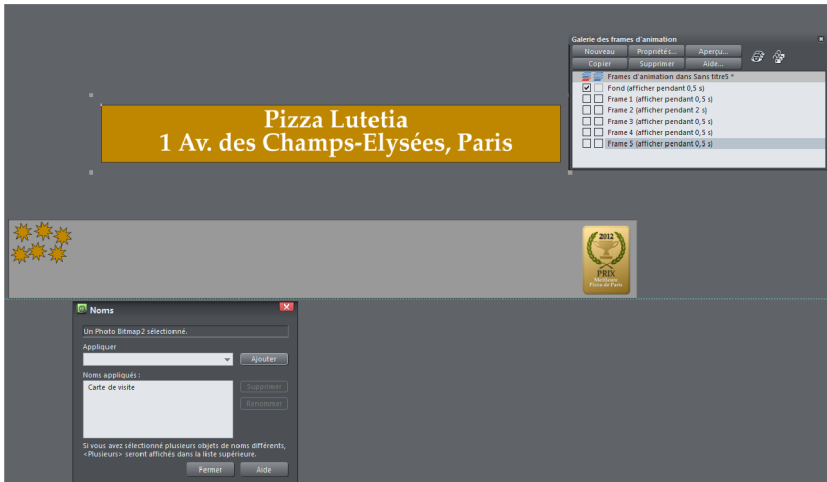 Galerie des frames d'animation
Nouveau Propriétés... Aperçu...
Copier Supprimer Aide...
Frames d'animation dans Sans titre5 *
Fond (afficher pendant 0,5 s)
Frame 1 (afficher pendant 0,5 s)
Frame 2 (afficher pendant 2 s)
Frame 3 (afficher pendant 0,5 s)
Frame 4 (afficher pendant 0,5 s)
Frame 5 (afficher pendant 0,5 s)
Pizza Lutetia
1 Av. des Champs-Elysées, Paris
2012
PRIX
Meilleure
Pizza de Paris
Noms
Un Photo Bitmap2 sélectionné.
Appliquer
Ajouter
Noms appliqués :
Carte de visite
Supprimer
Renommer
Si vous avez sélectionné plusieurs objets de noms différents,
<Plusieurs> seront affichés dans la liste supérieure.
Fermer Aide